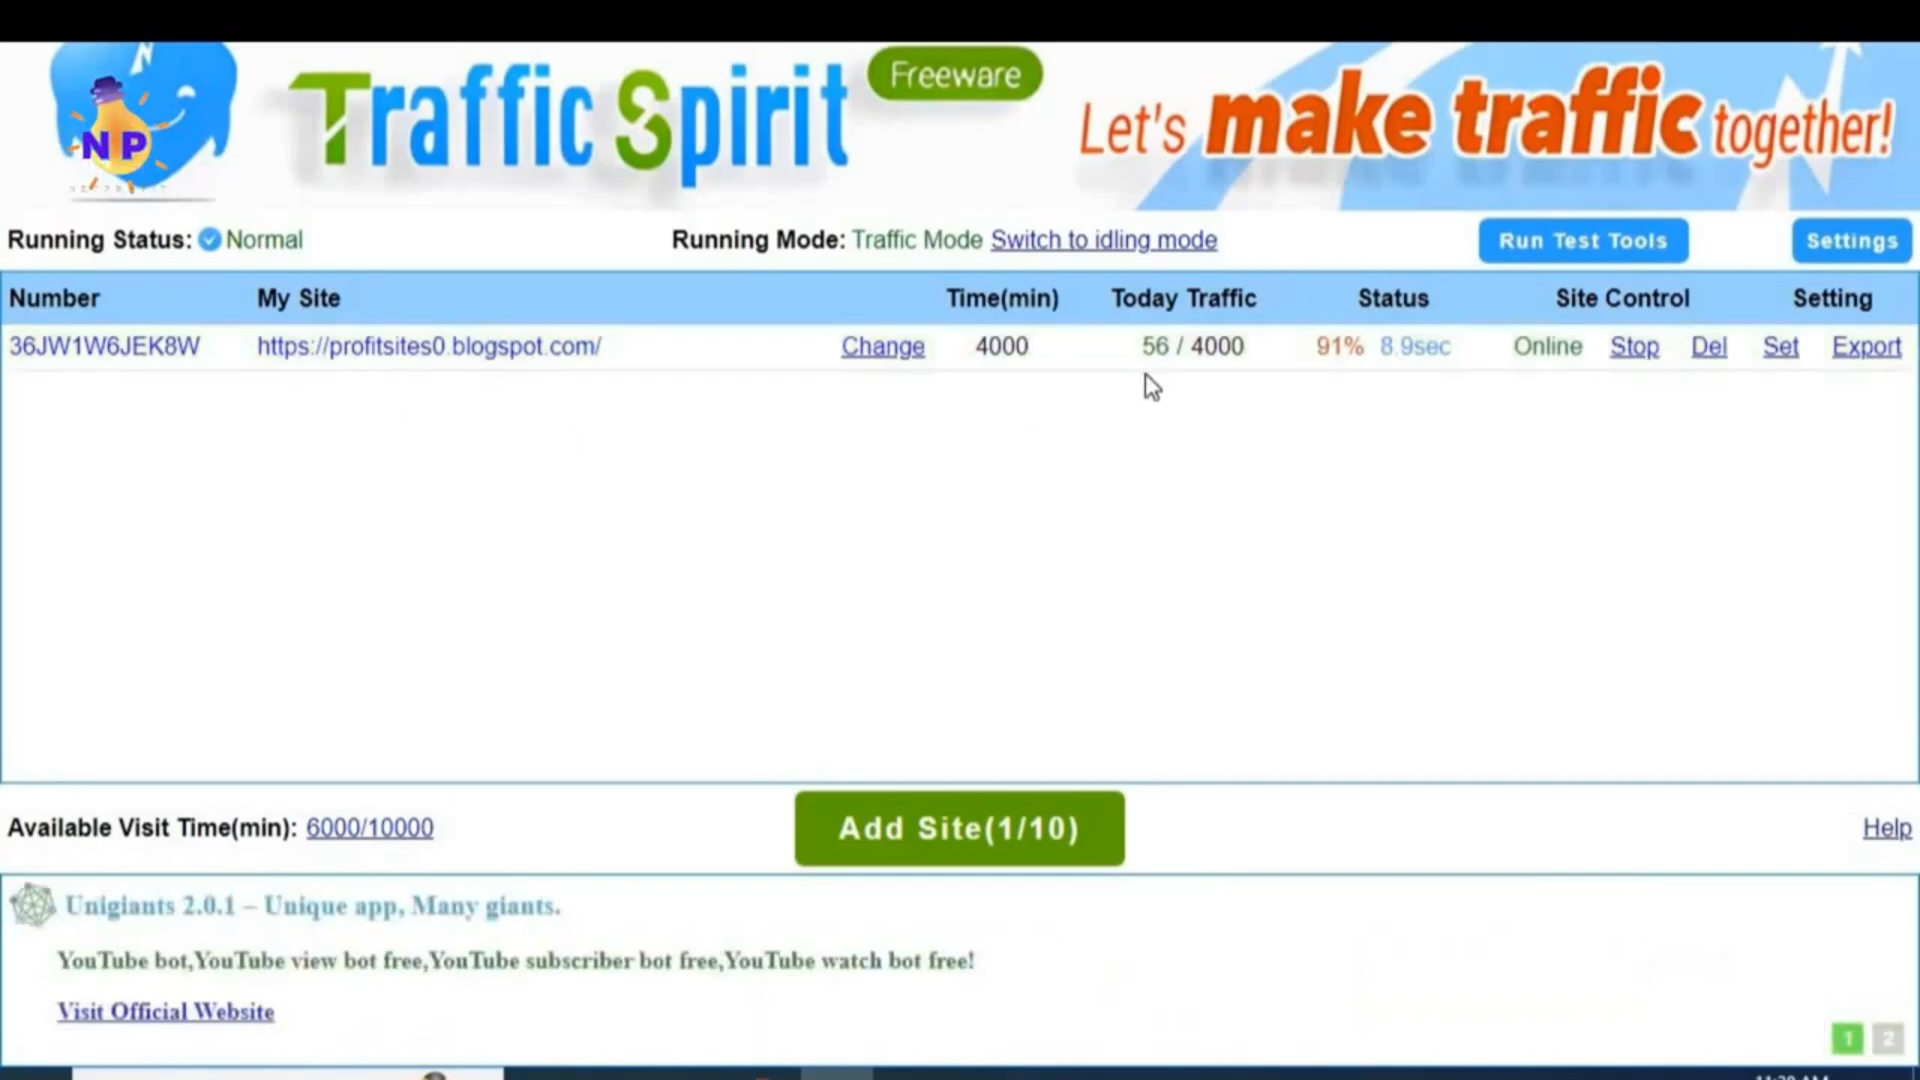 N
NP
Traffic Spirit
Freeware
Let's make traffic together!
Running Status: Normal
Running Mode: Traffic Mode Switch to idling mode
Run Test Tools
Settings
Number My Site Time(min) Today Traffic Status Site Control Setting
36JW1W6JEK8W https://profitsites0.blogspot.com/ Change 4000 56 / 4000 91% 8.9sec Online Stop Del Set Export
Available Visit Time(min): 6000/10000
Add Site(1/10)
Help
Unigiants 2.0.1 – Unique app, Many giants.
YouTube bot,YouTube view bot free,YouTube subscriber bot free,YouTube watch bot free!
Visit Official Website
1 2